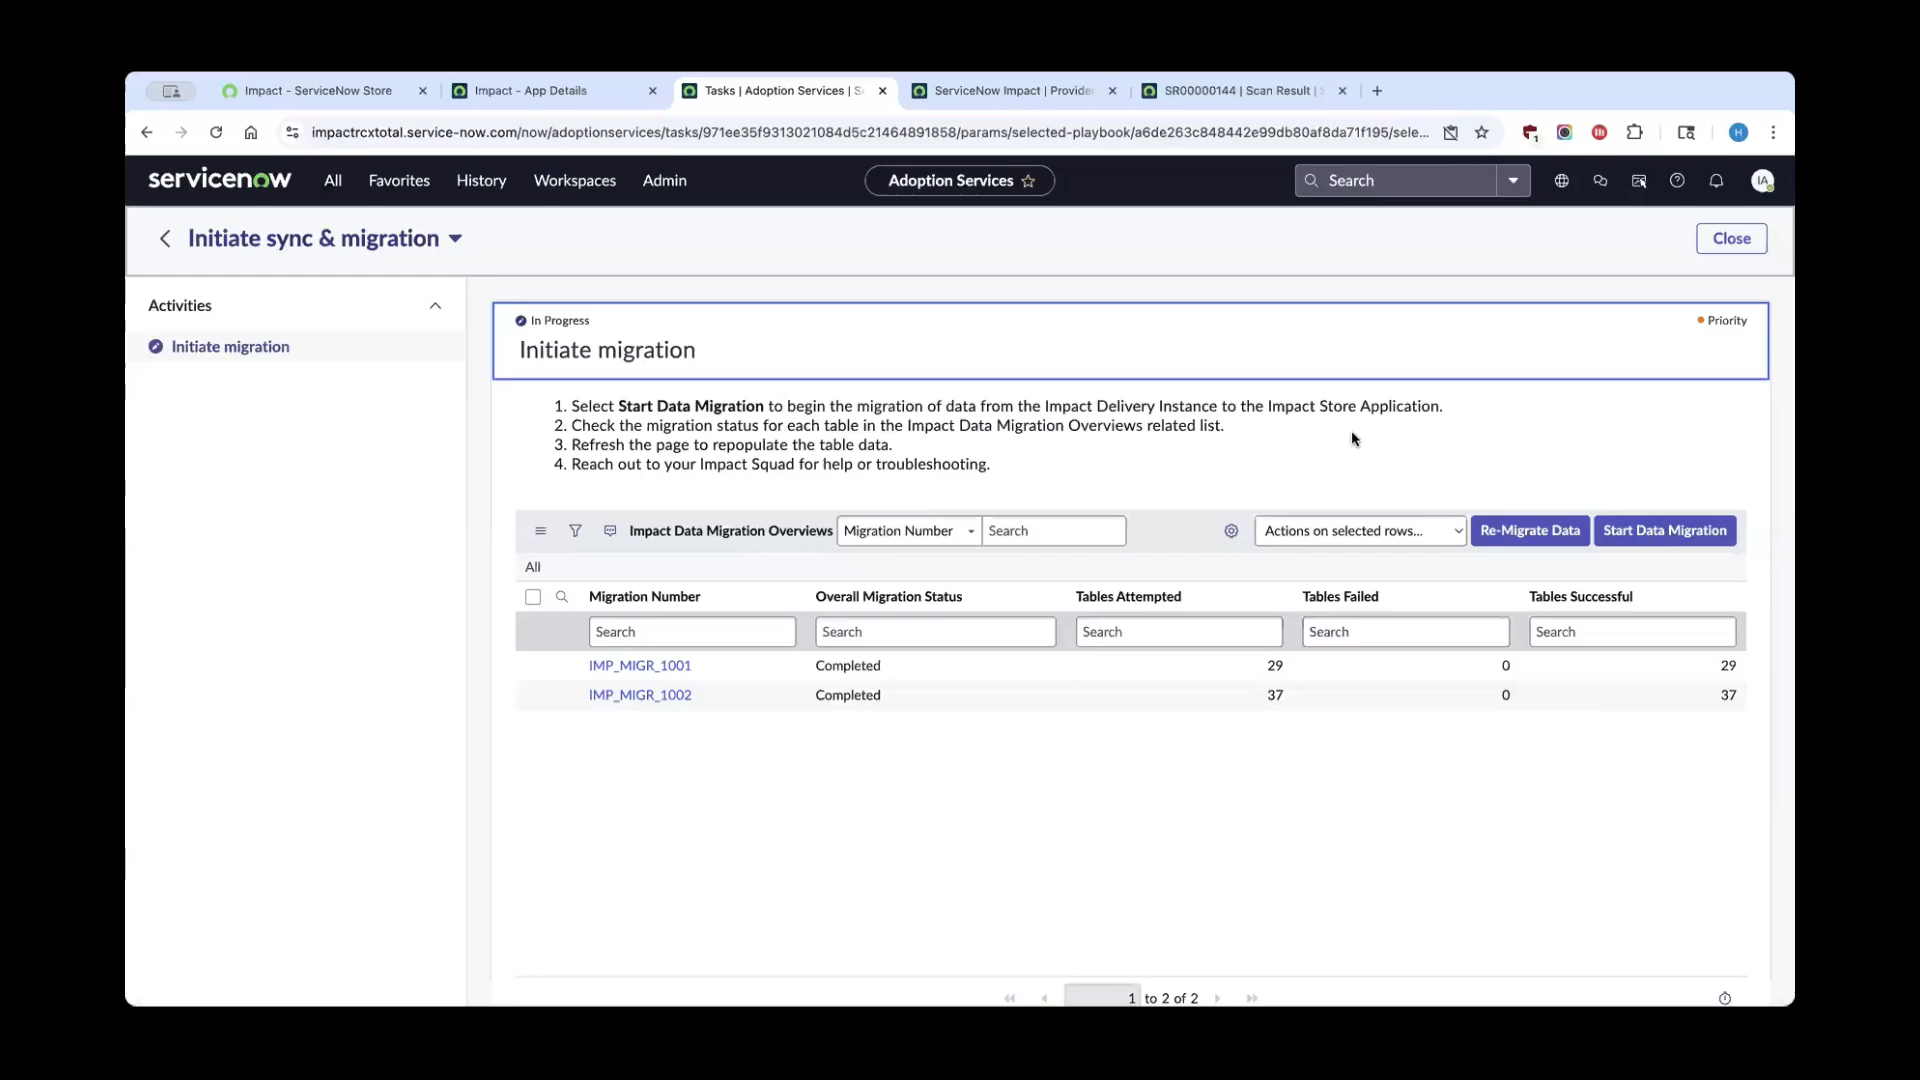 Impact - ServiceNow Store
Impact - App Details
Tasks | Adoption Services | S
ServiceNow Impact | Provide
SR00000144 | Scan Result |
impactrcxtotal.service-now.com/now/adoptionservices/tasks/971ee35f9313021084d5c21464891858/params/selected-playbook/a6de263c848442e99db80af8da71f195/sele...
H
servicenow
All
Favorites
History
Workspaces
Admin
Adoption Services
Search
IA
Initiate sync & migration
Close
Activities
Initiate migration
In Progress
Priority
Initiate migration
1. Select Start Data Migration to begin the migration of data from the Impact Delivery Instance to the Impact Store Application.
2. Check the migration status for each table in the Impact Data Migration Overviews related list.
3. Refresh the page to repopulate the table data.
4. Reach out to your Impact Squad for help or troubleshooting.
Impact Data Migration Overviews
Migration Number
Search
Actions on selected rows...
Re-Migrate Data
Start Data Migration
All
Migration Number Overall Migration Status Tables Attempted Tables Failed Tables Successful
Search Search Search Search Search
IMP_MIGR_1001 Completed 29 0 29
IMP_MIGR_1002 Completed 37 0 37
1 to 2 of 2